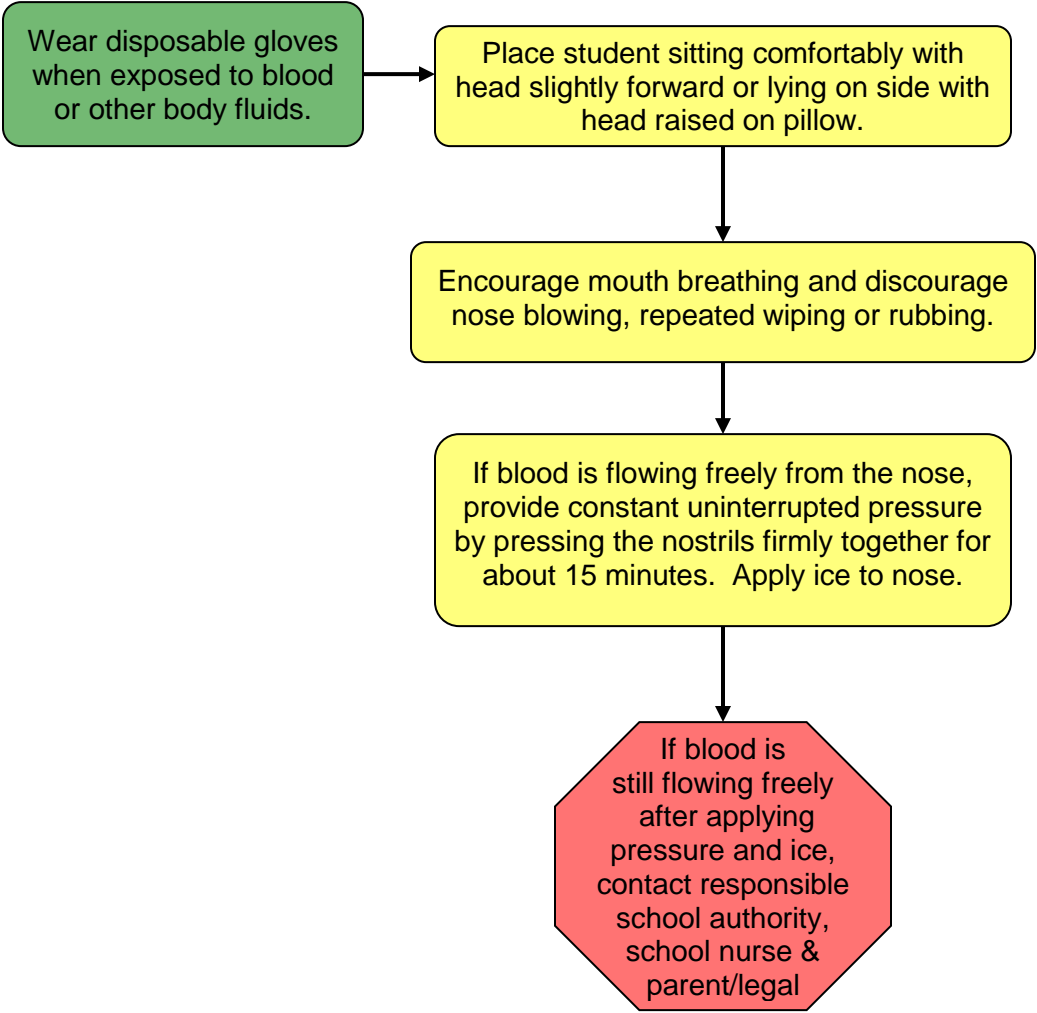 Wear disposable gloves
when exposed to blood
or other body fluids.
Place student sitting comfortably with
head slightly forward or lying on side with
head raised on pillow.
Encourage mouth breathing and discourage
nose blowing, repeated wiping or rubbing.
If blood is flowing freely from the nose,
provide constant uninterrupted pressure
by pressing the nostrils firmly together for
about 15 minutes.  Apply ice to nose.
If blood is
still flowing freely
after applying
pressure and ice,
contact responsible
school authority,
school nurse &
parent/legal